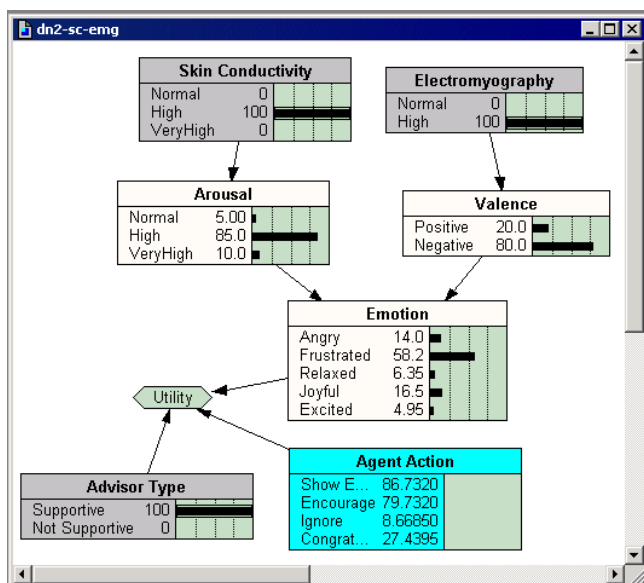 dn2-sc-emg
Skin Conductivity
Normal 0
High 100
VeryHigh 0
Electromyography
Normal 0
High 100
Arousal
Normal 5.00
High 85.0
VeryHigh 10.0
Valence
Positive 20.0
Negative 80.0
Emotion
Angry 14.0
Frustrated 58.2
Relaxed 6.35
Joyful 16.5
Excited 4.95
Utility
Advisor Type
Supportive 100
Not Supportive 0
Agent Action
Show E... 86.7320
Encourage 79.7320
Ignore 8.66850
Congrat... 27.4395